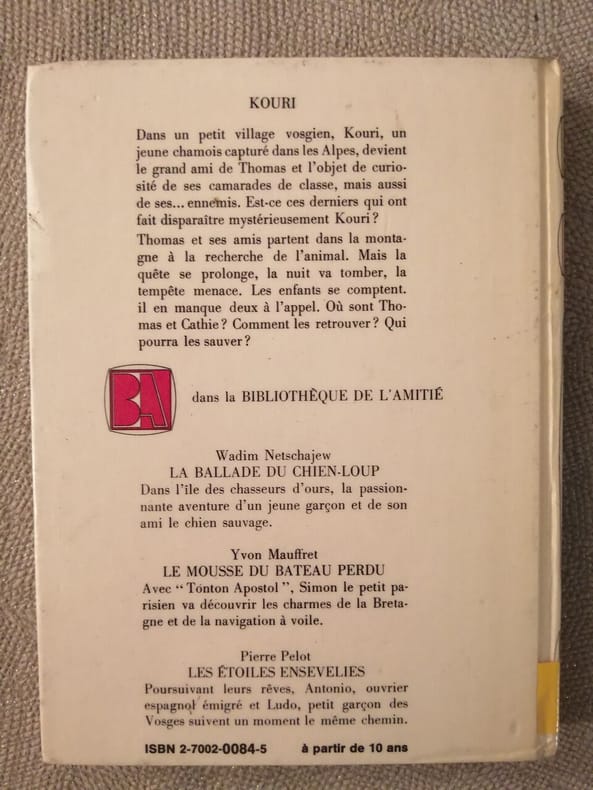 KOURI
Dans un petit village vosgien, Kouri, un
jeune chamois capturé dans les Alpes, devient
le grand ami de Thomas et l'objet de curio-
sité de ses camarades de classe, mais aussi
de ses... ennemis. Est-ce ces derniers qui ont
fait disparaître mystérieusement Kouri ?
Thomas et ses amis partent dans la monta-
gne à la recherche de l'animal. Mais la
quête se prolonge, la nuit va tomber, la
tempête menace. Les enfants se comptent.
il en manque deux à l'appel. Où sont Tho-
mas et Cathie ? Comment les retrouver ? Qui
pourra les sauver ?
BA
dans la BIBLIOTHÈQUE DE L'AMITIÉ
Wadim Netschajew
LA BALLADE DU CHIEN-LOUP
Dans l'île des chasseurs d'ours, la passion-
nante aventure d'un jeune garçon et de son
ami le chien sauvage.
Yvon Mauffret
LE MOUSSE DU BATEAU PERDU
Avec “ Tonton Apostol ”, Simon le petit pa-
risien va découvrir les charmes de la Breta-
gne et de la navigation à voile.
Pierre Pelot
LES ÉTOILES ENSEVELIES
Poursuivant leurs rêves, Antonio, ouvrier
espagnol émigré et Ludo, petit garçon des
Vosges suivent un moment le même chemin.
ISBN 2-7002-0084-5 à partir de 10 ans